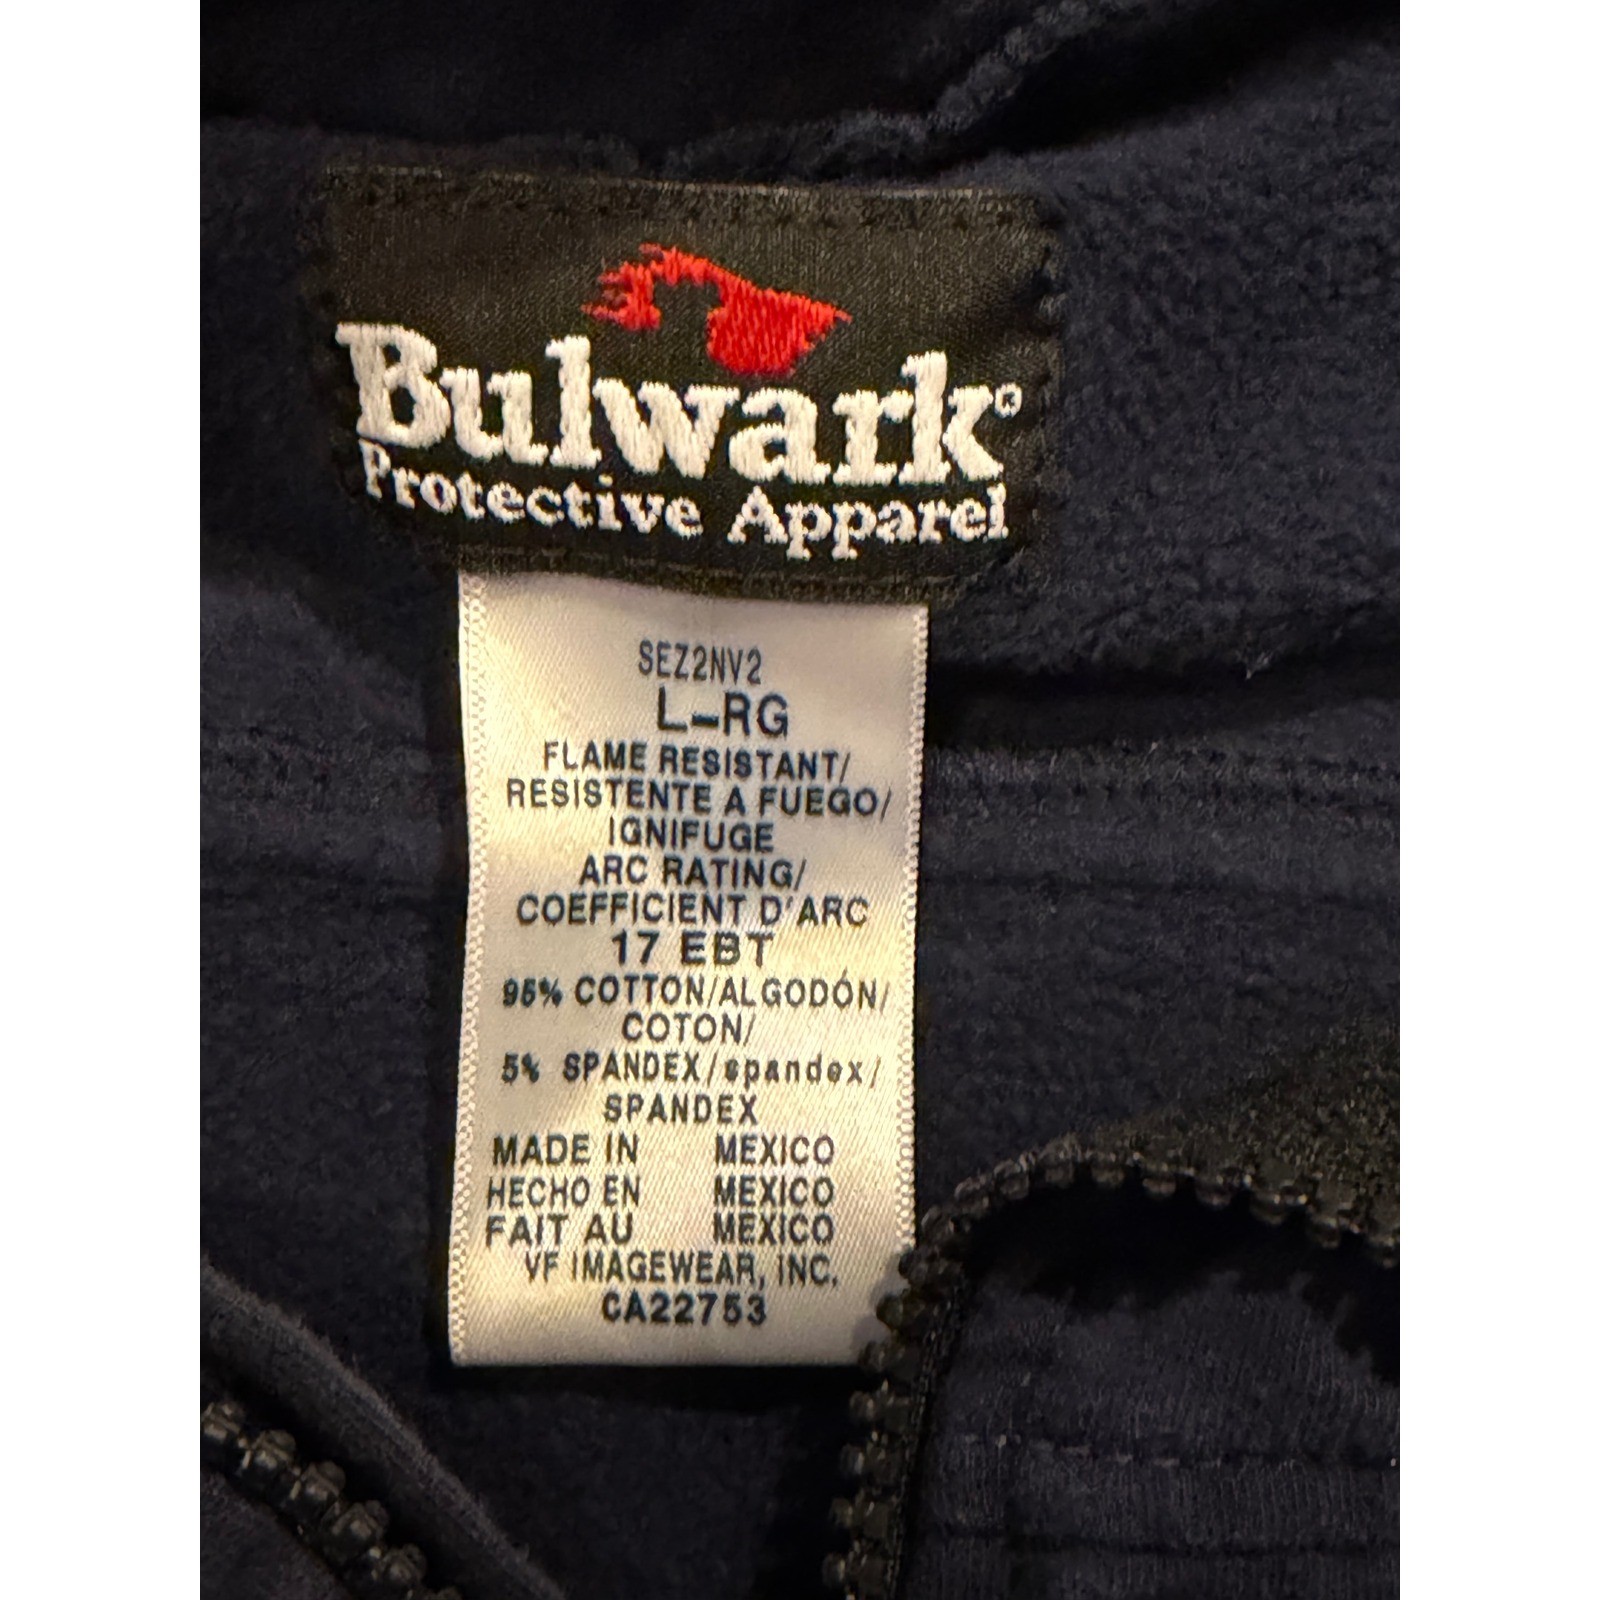 Bulwark®
Protective Apparel
SEZ2NV2
L-RG
FLAME RESISTANT/
RESISTENTE A FUEGO/
IGNIFUGE
ARC RATING/
COEFFICIENT D'ARC
17 EBT
95% COTTON/ALGODÓN/
COTON/
5% SPANDEX/spandex/
SPANDEX
MADE IN MEXICO
HECHO EN MEXICO
FAIT AU MEXICO
VF IMAGEWEAR, INC.
CA22753